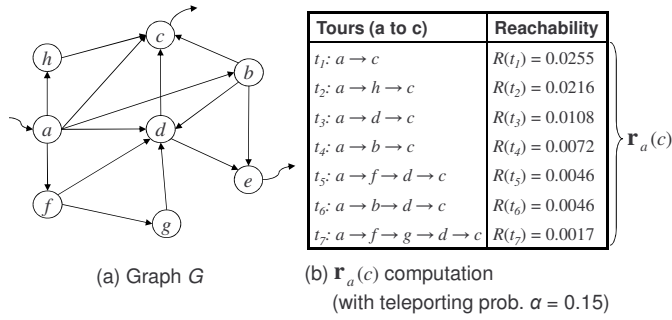 c
h
b
a
d
e
f
g
(a) Graph G
Tours (a to c) Reachability
t1: a → c R(t1) = 0.0255
t2: a → h → c R(t2) = 0.0216
t3: a → d → c R(t3) = 0.0108
t4: a → b → c R(t4) = 0.0072
t5: a → f → d → c R(t5) = 0.0046
t6: a → b → d → c R(t6) = 0.0046
t7: a → f → g → d → c R(t7) = 0.0017
r a (c)
(b) r a (c) computation
(with teleporting prob. α = 0.15)